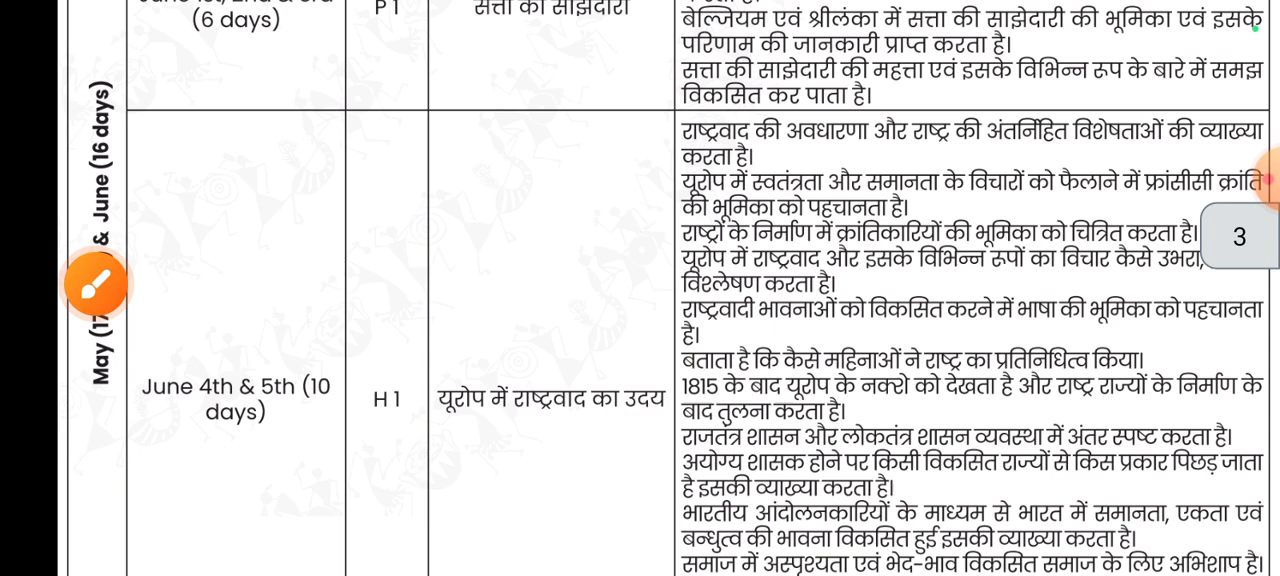 (6 days)
P 1
सत्ता की साझेदारी
बेल्जियम एवं श्रीलंका में सत्ता की साझेदारी की भूमिका एवं इसके
परिणाम की जानकारी प्राप्त करता है।
सत्ता की साझेदारी की महत्ता एवं इसके विभिन्न रूप के बारे में समझ
विकसित कर पाता है।
May (17
& June (16 days)
June 4th & 5th (10
days)
H 1
यूरोप में राष्ट्रवाद का उदय
राष्ट्रवाद की अवधारणा और राष्ट्र की अंतर्निहित विशेषताओं की व्याख्या
करता है।
यूरोप में स्वतंत्रता और समानता के विचारों को फैलाने में फ्रांसीसी क्रांति
की भूमिका को पहचानता है।
राष्ट्रों के निर्माण में क्रांतिकारियों की भूमिका को चित्रित करता है।
यूरोप में राष्ट्रवाद और इसके विभिन्न रूपों का विचार कैसे उभरा,
विश्लेषण करता है।
राष्ट्रवादी भावनाओं को विकसित करने में भाषा की भूमिका को पहचानता
है।
बताता है कि कैसे महिनाओं ने राष्ट्र का प्रतिनिधित्व किया।
1815 के बाद यूरोप के नक्शे को देखता है और राष्ट्र राज्यों के निर्माण के
बाद तुलना करता है।
राजतंत्र शासन और लोकतंत्र शासन व्यवस्था में अंतर स्पष्ट करता है।
अयोग्य शासक होने पर किसी विकसित राज्यों से किस प्रकार पिछड़ जाता
है इसकी व्याख्या करता है।
भारतीय आंदोलनकारियों के माध्यम से भारत में समानता, एकता एवं
बन्धुत्व की भावना विकसित हुई इसकी व्याख्या करता है।
समाज में अस्पृश्यता एवं भेद-भाव विकसित समाज के लिए अभिशाप है।
3